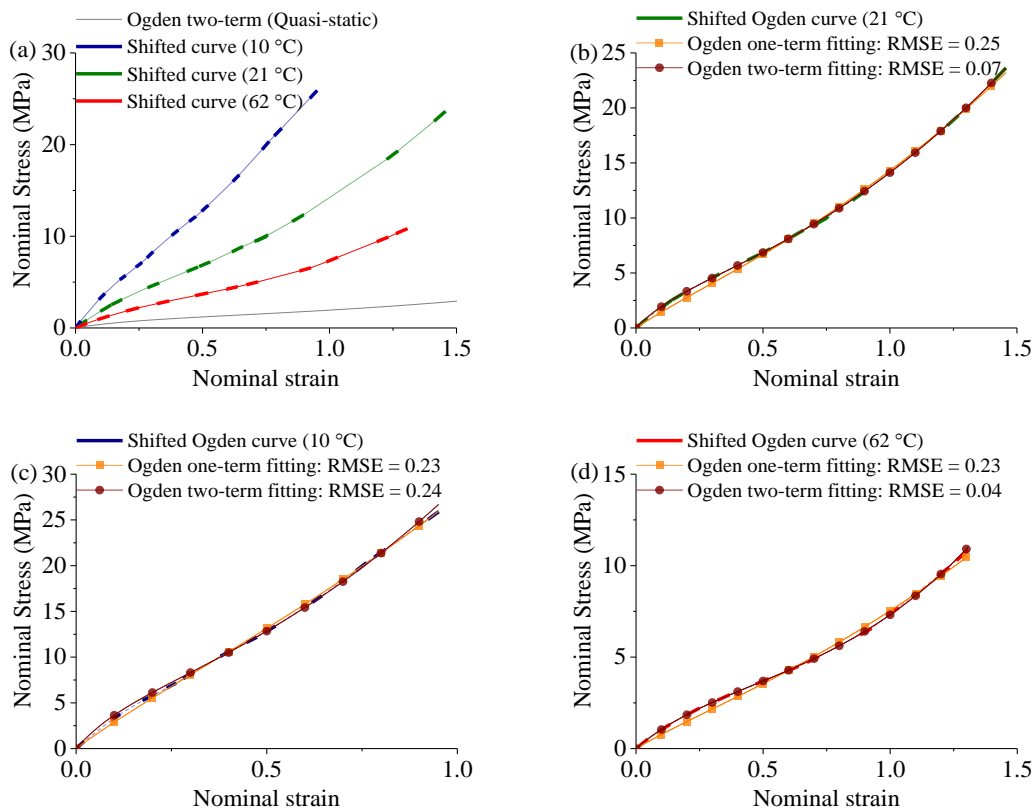 Ogden two-term (Quasi-static)
(a)
Shifted curve (10 °C)
Shifted curve (21 °C)
Shifted curve (62 °C)
30
20
10
0
0.0
0.5
1.0
1.5
Nominal Stress (MPa)
Nominal strain
(b)
Shifted Ogden curve (21 °C)
Ogden one-term fitting: RMSE = 0.25
Ogden two-term fitting: RMSE = 0.07
25
20
15
10
5
0
0.0
0.5
1.0
1.5
Nominal Stress (MPa)
Nominal strain
(c)
Shifted Ogden curve (10 °C)
Ogden one-term fitting: RMSE = 0.23
Ogden two-term fitting: RMSE = 0.24
30
25
20
15
10
5
0
0.0
0.5
1.0
Nominal Stress (MPa)
Nominal strain
(d)
Shifted Ogden curve (62 °C)
Ogden one-term fitting: RMSE = 0.23
Ogden two-term fitting: RMSE = 0.04
15
10
5
0
0.0
0.5
1.0
1.5
Nominal Stress (MPa)
Nominal strain